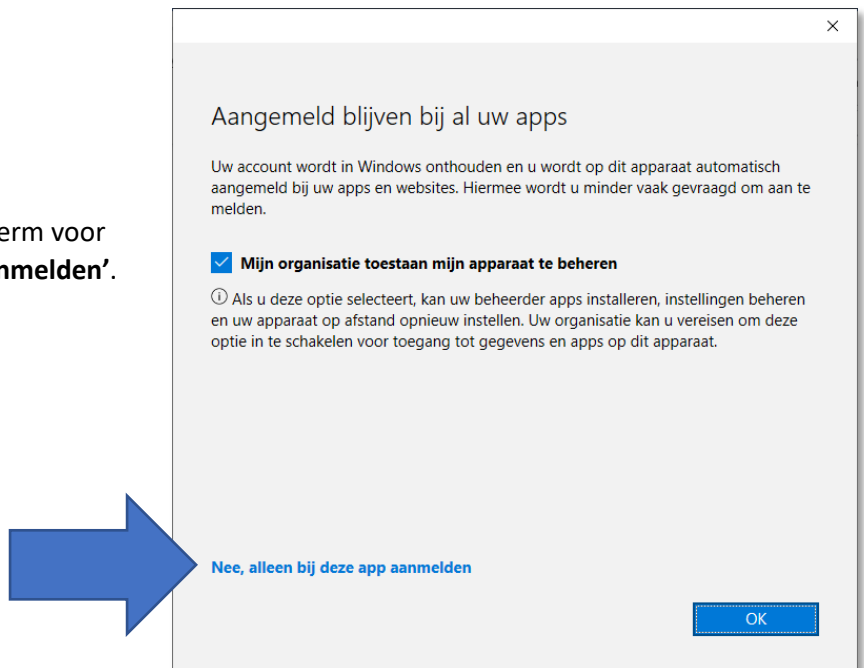 Aangemeld blijven bij al uw apps
Uw account wordt in Windows onthouden en u wordt op dit apparaat automatisch
aangemeld bij uw apps en websites. Hiermee wordt u minder vaak gevraagd om aan te
melden.
erm voor
nmelden’.
Mijn organisatie toestaan mijn apparaat te beheren
Als u deze optie selecteert, kan uw beheerder apps installeren, instellingen beheren
en uw apparaat op afstand opnieuw instellen. Uw organisatie kan u vereisen om deze
optie in te schakelen voor toegang tot gegevens en apps op dit apparaat.
Nee, alleen bij deze app aanmelden
OK